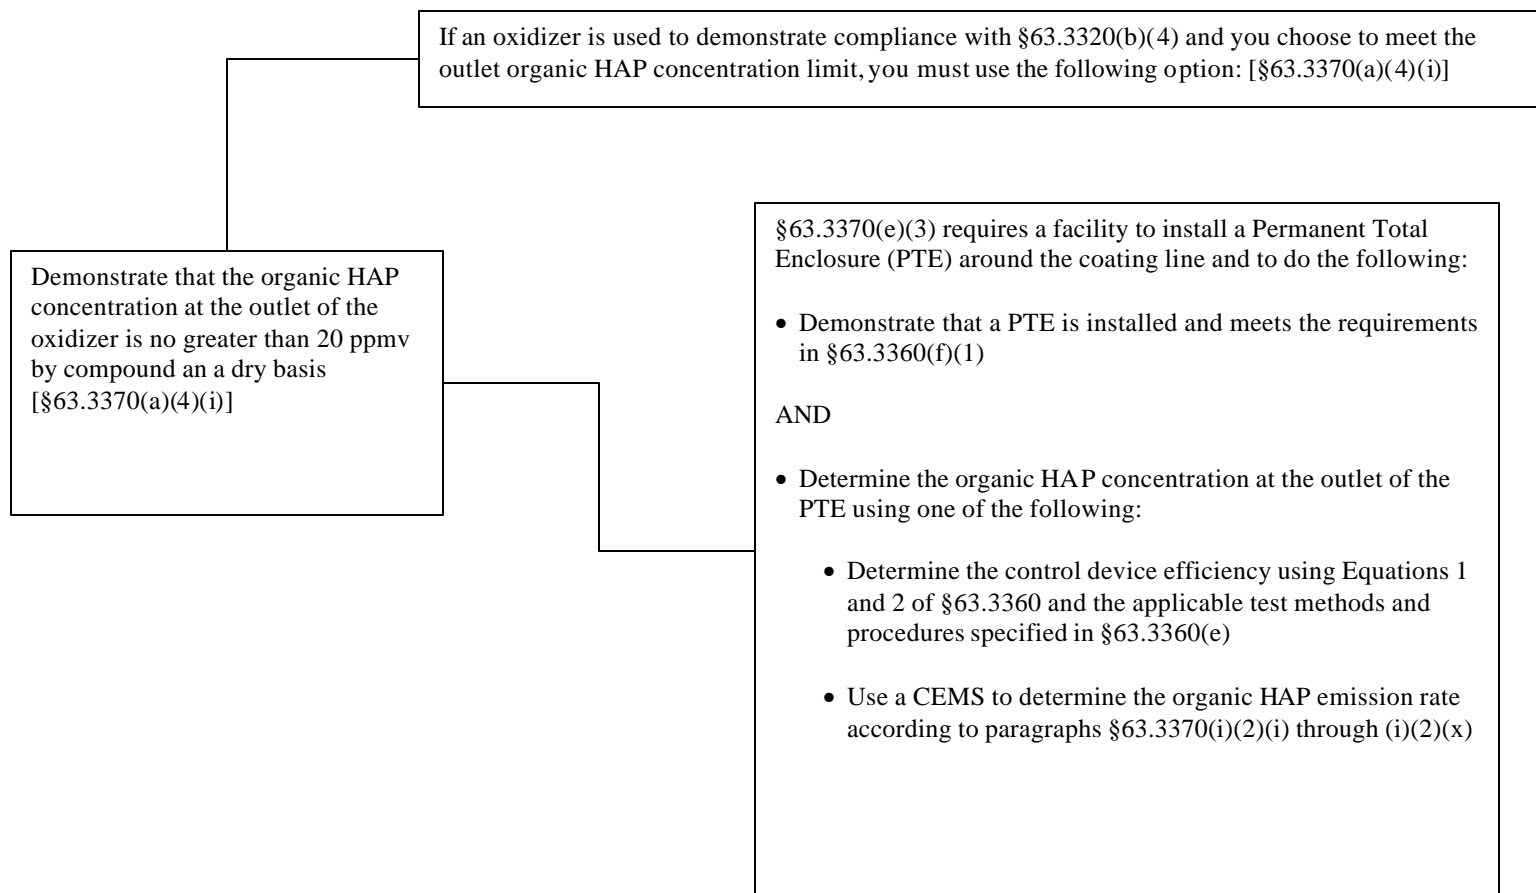 If an oxidizer is used to demonstrate compliance with §63.3320(b)(4) and you choose to meet the
outlet organic HAP concentration limit, you must use the following option: [§63.3370(a)(4)(i)]
Demonstrate that the organic HAP
concentration at the outlet of the
oxidizer is no greater than 20 ppmv
by compound an a dry basis
[§63.3370(a)(4)(i)]
§63.3370(e)(3) requires a facility to install a Permanent Total
Enclosure (PTE) around the coating line and to do the following:
• Demonstrate that a PTE is installed and meets the requirements
in §63.3360(f)(1)
AND
• Determine the organic HAP concentration at the outlet of the
PTE using one of the following:
• Determine the control device efficiency using Equations 1
and 2 of §63.3360 and the applicable test methods and
procedures specified in §63.3360(e)
• Use a CEMS to determine the organic HAP emission rate
according to paragraphs §63.3370(i)(2)(i) through (i)(2)(x)